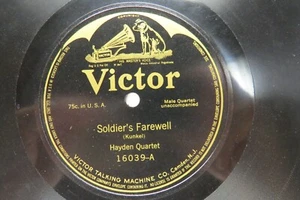 "HIS MASTER'S VOICE"
Victor
75c. in U.S.A.
Male Quartet
unaccompanied
Soldier's Farewell
(Kunkel)
Hayden Quartet
16039-A
VICTOR TALKING MACHINE CO. Camden, N.J.